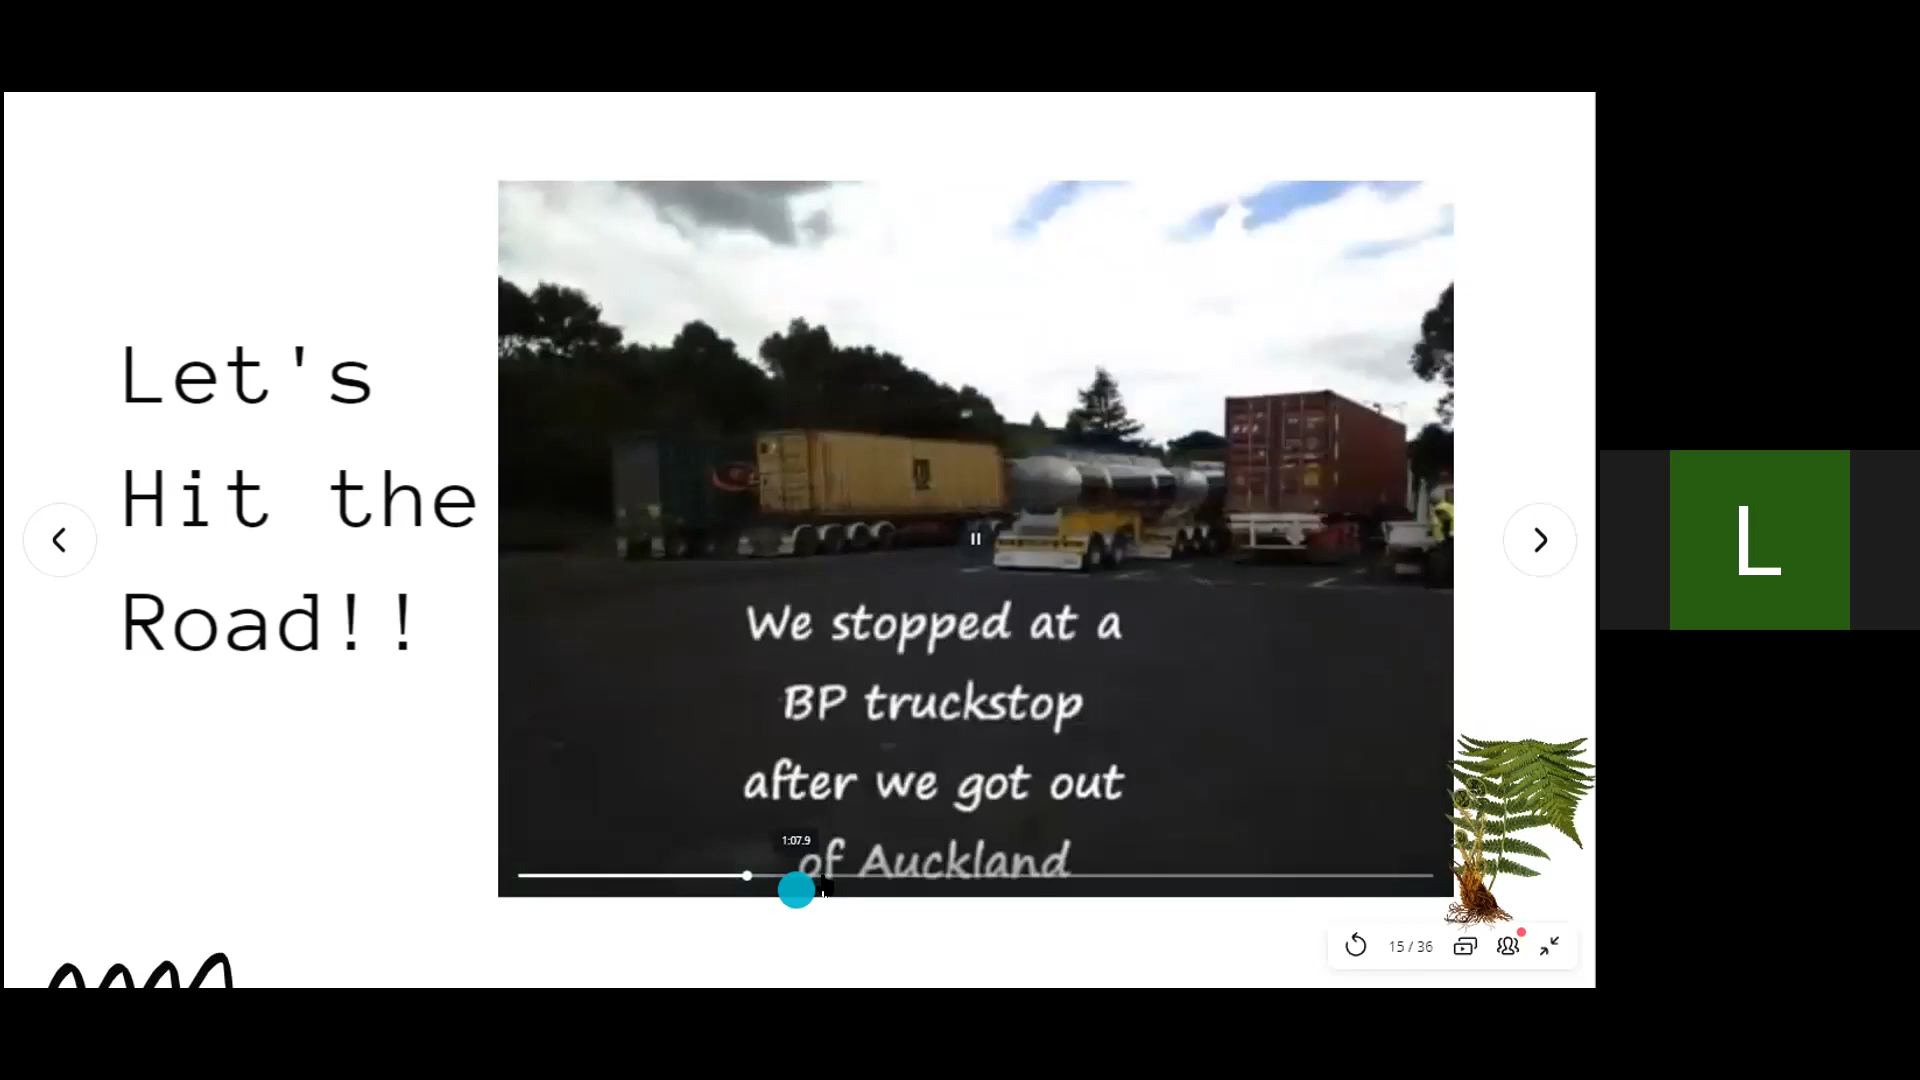 Let's
Hit the
Road!!
We stopped at a
BP truckstop
after we got out
of Auckland
1:07.9
15 / 36
L